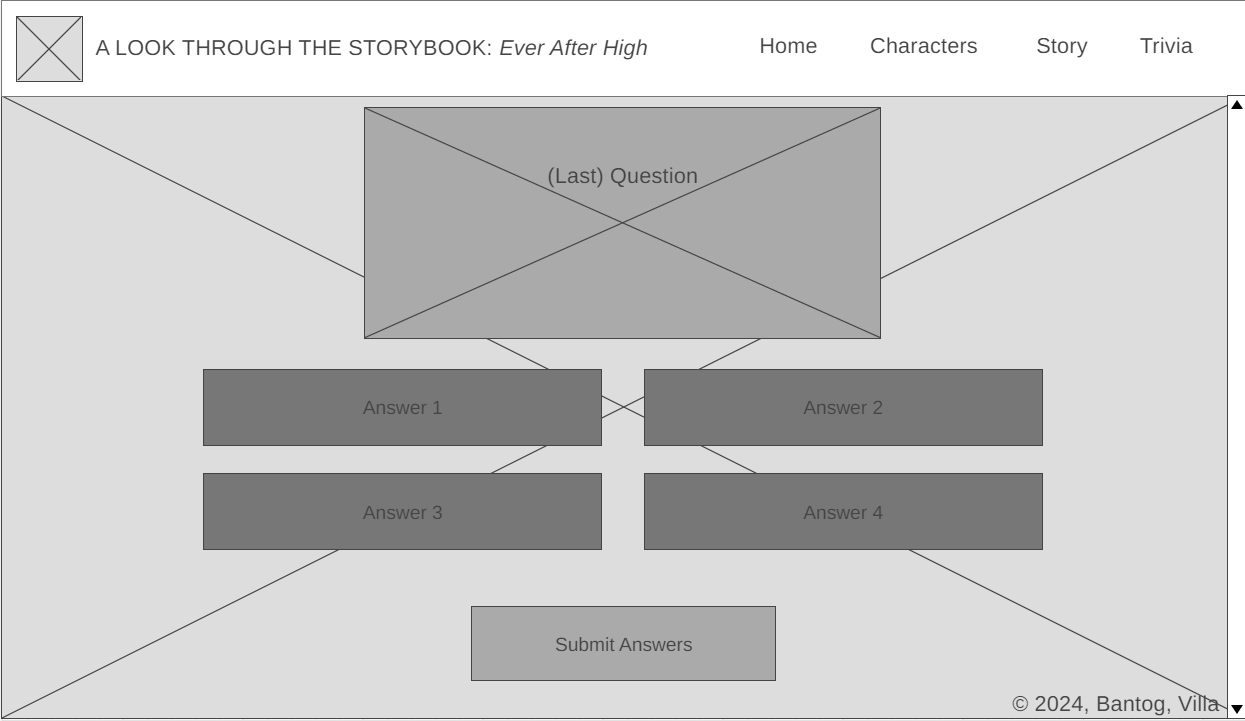 A LOOK THROUGH THE STORYBOOK: Ever After High
Home Characters Story Trivia
(Last) Question
Answer 1
Answer 2
Answer 3
Answer 4
Submit Answers
© 2024, Bantog, Villa